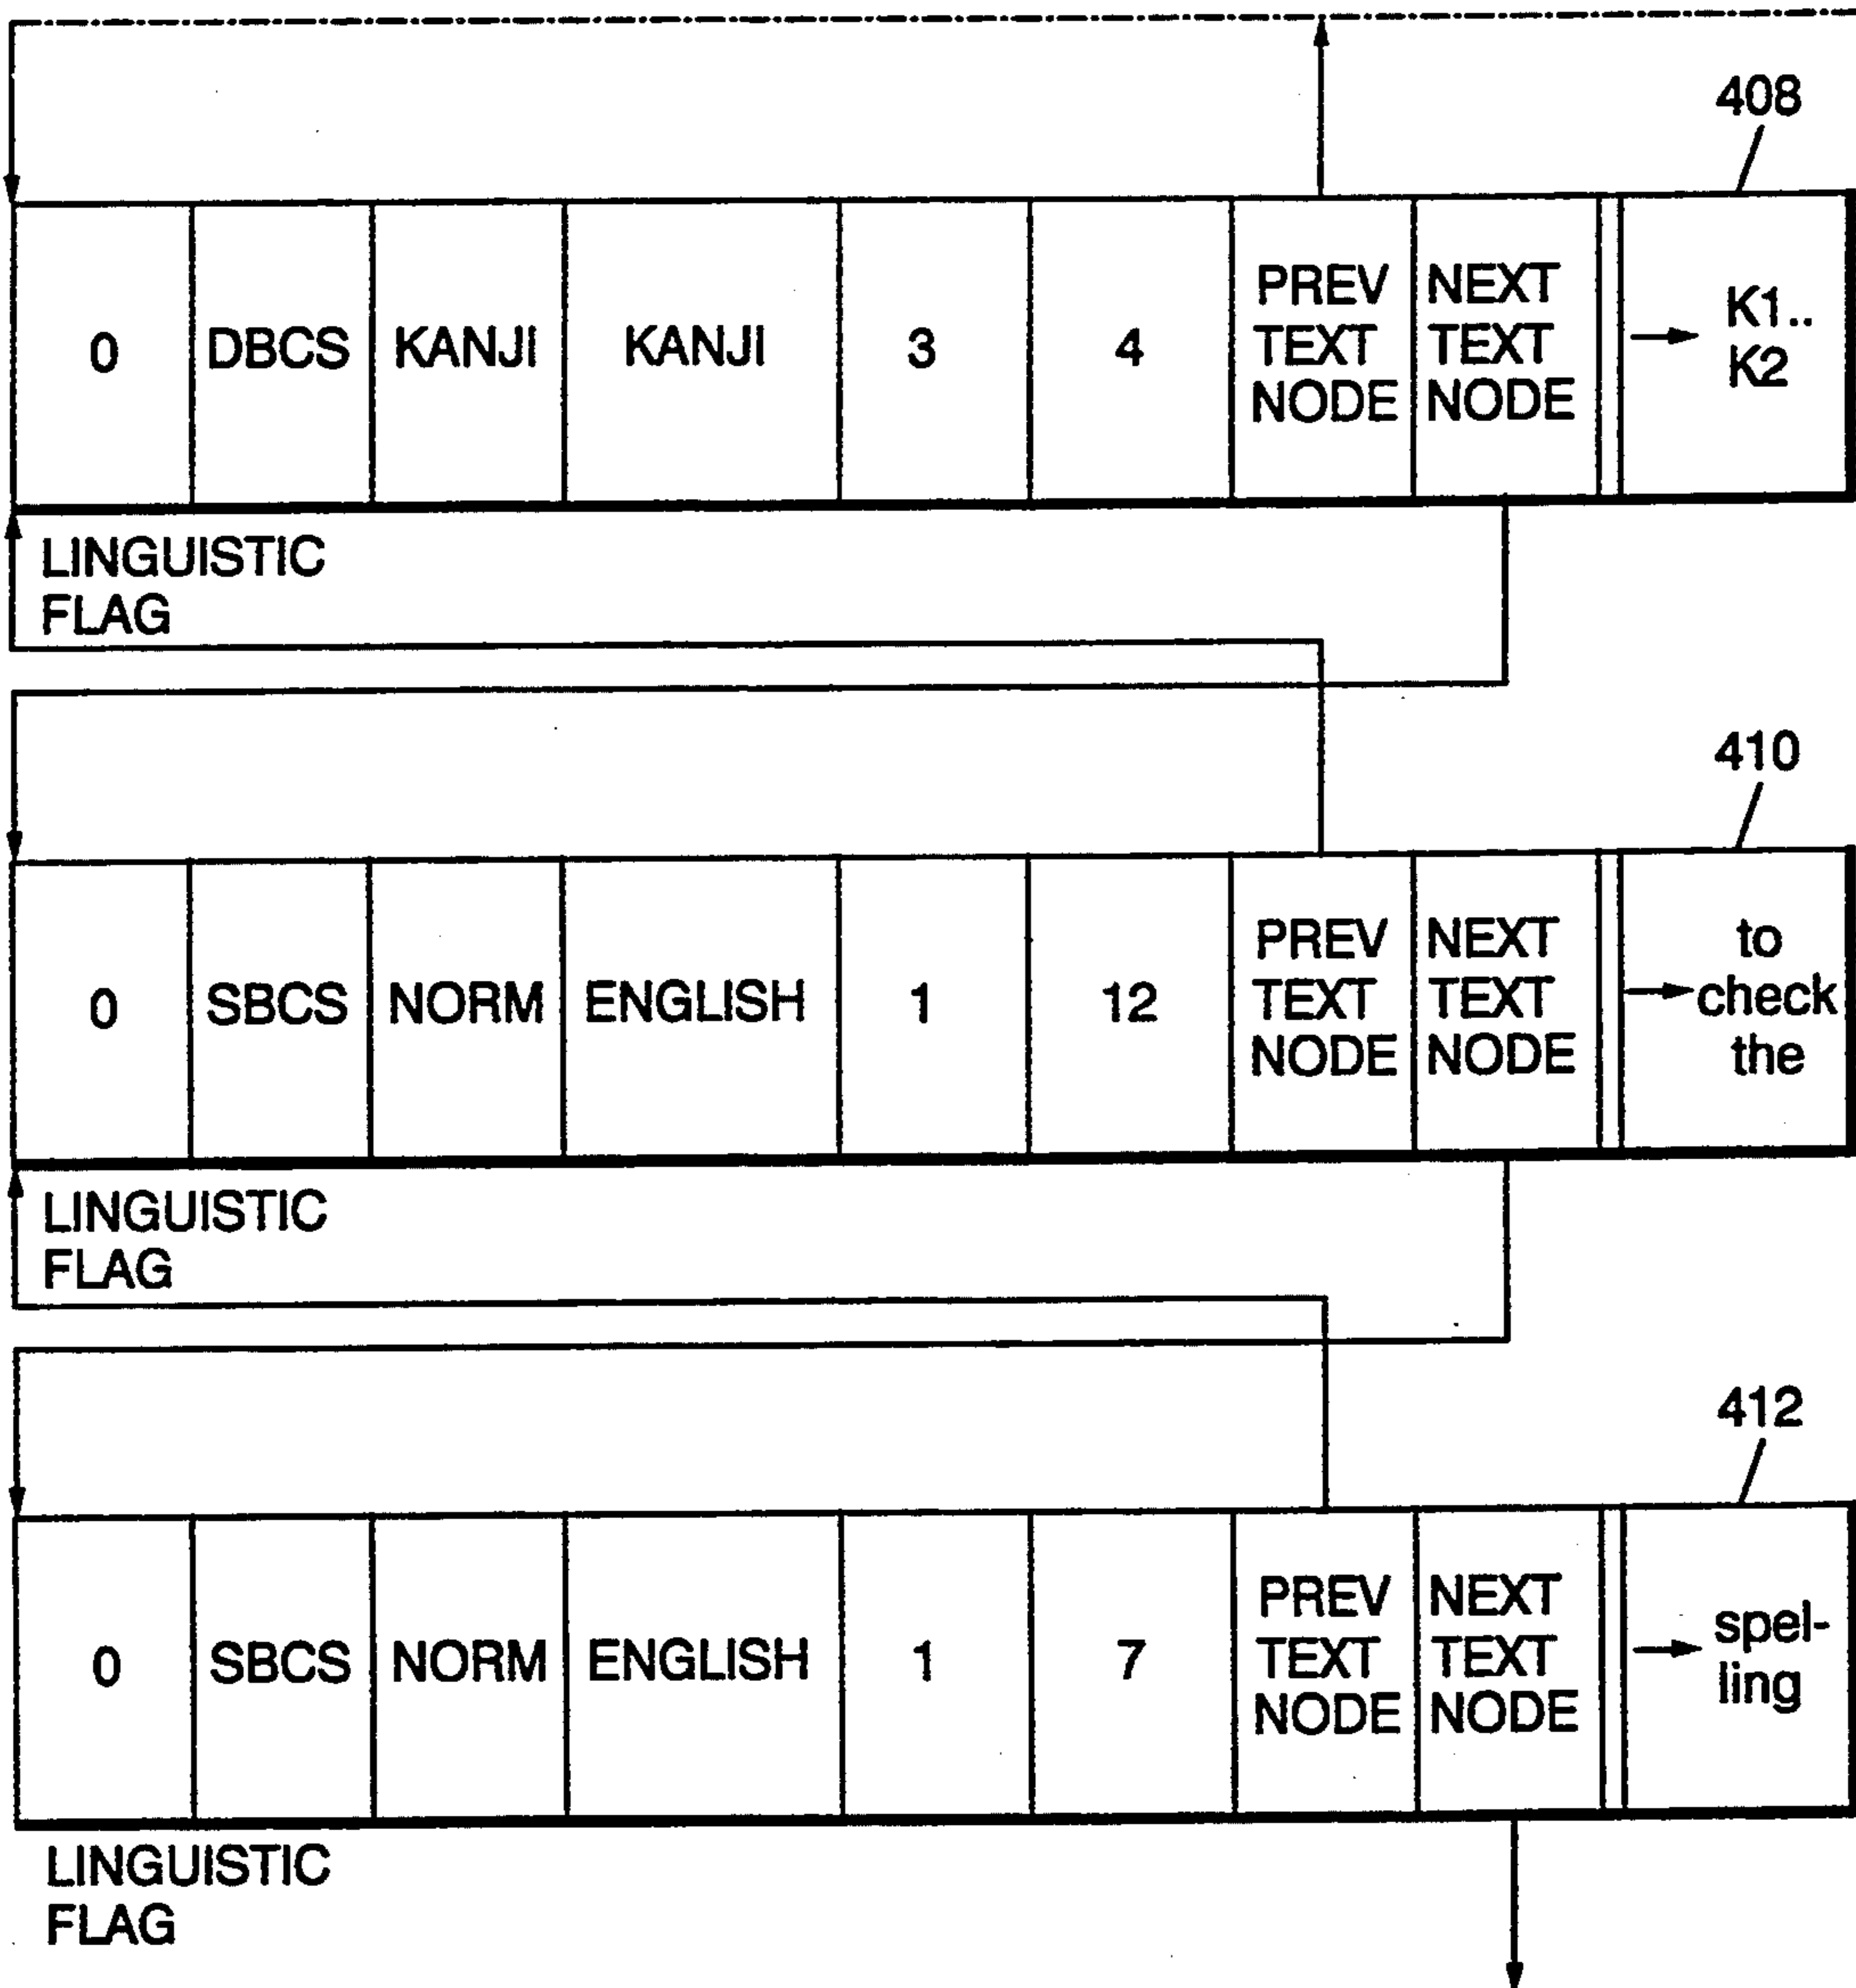 408
0
DBCS
KANJI
KANJI
3
4
PREV
TEXT
NODE
NEXT
TEXT
NODE
K1..
K2
LINGUISTIC
FLAG
410
0
SBCS
NORM
ENGLISH
1
12
PREV
TEXT
NODE
NEXT
TEXT
NODE
to
check
the
LINGUISTIC
FLAG
412
0
SBCS
NORM
ENGLISH
1
7
PREV
TEXT
NODE
NEXT
TEXT
NODE
spel-
ling
LINGUISTIC
FLAG